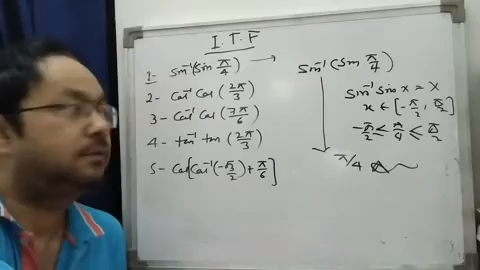 I.T.F
1- Sin⁻¹(Sin π/4) →
2- Cos⁻¹ Cos (2π/3)
3- Cos⁻¹ Cos (7π/6)
4- tan⁻¹ tan (2π/3)
5- Cos[Cos⁻¹(-√3/2)+π/6]
Sin⁻¹(Sin π/4)
Sin⁻¹ Sin x = x
x ∈ [-π/2, π/2]
-π/2 ≤ π/4 ≤ π/2
π/4